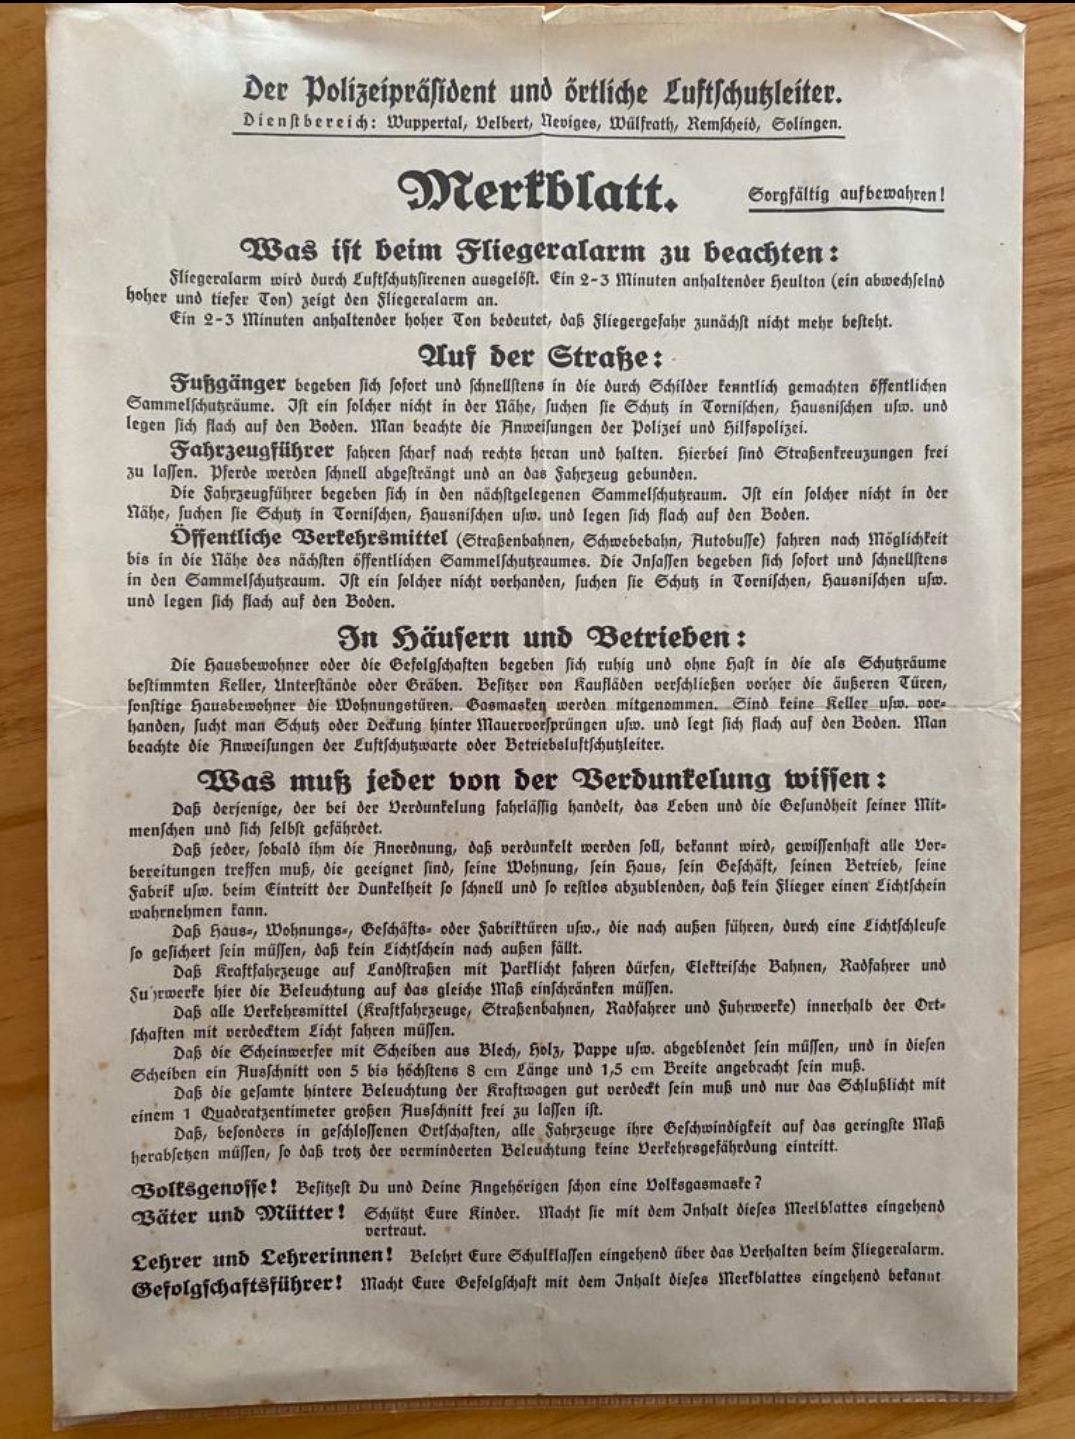 Der Polizeipräſident und örtliche Luftſchutzleiter.
Dienſtbereich: Wuppertal, Velbert, Neviges, Wülfrath, Remſcheid, Solingen.
Merkblatt.
Sorgfältig aufbewahren!
Was iſt beim Fliegeralarm zu beachten:
Fliegeralarm wird durch Luftſchutzſirenen ausgelöſt. Ein 2-3 Minuten anhaltender Heulton (ein abwechſelnd
hoher und tiefer Ton) zeigt den Fliegeralarm an.
Ein 2-3 Minuten anhaltender hoher Ton bedeutet, daß Fliegergefahr zunächſt nicht mehr beſteht.
Auf der Straße:
Fußgänger begeben ſich ſofort und ſchnellſtens in die durch Schilder kenntlich gemachten öffentlichen
Sammelſchutzräume. Iſt ein ſolcher nicht in der Nähe, ſuchen ſie Schutz in Torniſchen, Hausniſchen uſw. und
legen ſich flach auf den Boden. Man beachte die Anweiſungen der Polizei und Hilfspolizei.
Fahrzeugführer fahren ſcharf nach rechts heran und halten. Hierbei ſind Straßenkreuzungen frei
zu laſſen. Pferde werden ſchnell abgeſträngt und an das Fahrzeug gebunden.
Die Fahrzeugführer begeben ſich in den nächſtgelegenen Sammelſchutzraum. Iſt ein ſolcher nicht in der
Nähe, ſuchen ſie Schutz in Torniſchen, Hausniſchen uſw. und legen ſich flach auf den Boden.
Öffentliche Verkehrsmittel (Straßenbahnen, Schwebebahn, Autobuſſe) fahren nach Möglichkeit
bis in die Nähe des nächſten öffentlichen Sammelſchutzraumes. Die Inſaſſen begeben ſich ſofort und ſchnellſtens
in den Sammelſchutzraum. Iſt ein ſolcher nicht vorhanden, ſuchen ſie Schutz in Torniſchen, Hausniſchen uſw.
und legen ſich flach auf den Boden.
In Häuſern und Betrieben:
Die Hausbewohner oder die Gefolgſchaften begeben ſich ruhig und ohne Haſt in die als Schutzräume
beſtimmten Keller, Unterſtände oder Gräben. Beſitzer von Kaufläden verſchließen vorher die äußeren Türen,
ſonſtige Hausbewohner die Wohnungstüren. Gasmasken werden mitgenommen. Sind keine Keller uſw. vor-
handen, ſucht man Schutz oder Deckung hinter Mauervorſprüngen uſw. und legt ſich flach auf den Boden. Man
beachte die Anweiſungen der Luftſchutzwarte oder Betriebsluftſchutzleiter.
Was muß jeder von der Verdunkelung wiſſen:
Daß derjenige, der bei der Verdunkelung fahrläſſig handelt, das Leben und die Geſundheit ſeiner Mit-
menſchen und ſich ſelbſt gefährdet.
Daß jeder, ſobald ihm die Anordnung, daß verdunkelt werden ſoll, bekannt wird, gewiſſenhaft alle Vor-
bereitungen treffen muß, die geeignet ſind, ſeine Wohnung, ſein Haus, ſein Geſchäft, ſeinen Betrieb, ſeine
Fabrik uſw. beim Eintritt der Dunkelheit ſo ſchnell und ſo reſtlos abzublenden, daß kein Flieger einen Lichtſchein
wahrnehmen kann.
Daß Haus-, Wohnungs-, Geſchäfts- oder Fabriktüren uſw., die nach außen führen, durch eine Lichtſchleuſe
ſo geſichert ſein müſſen, daß kein Lichtſchein nach außen fällt.
Daß Kraftfahrzeuge auf Landſtraßen mit Parklicht fahren dürfen, Elektriſche Bahnen, Radfahrer und
Fuhrwerke hier die Beleuchtung auf das gleiche Maß einſchränken müſſen.
Daß alle Verkehrsmittel (Kraftfahrzeuge, Straßenbahnen, Radfahrer und Fuhrwerke) innerhalb der Ort-
ſchaften mit verdecktem Licht fahren müſſen.
Daß die Scheinwerfer mit Scheiben aus Blech, Holz, Pappe uſw. abgeblendet ſein müſſen, und in dieſen
Scheiben ein Ausſchnitt von 5 bis höchſtens 8 cm Länge und 1,5 cm Breite angebracht ſein muß.
Daß die geſamte hintere Beleuchtung der Kraftwagen gut verdeckt ſein muß und nur das Schlußlicht mit
einem 1 Quadratzentimeter großen Ausſchnitt frei zu laſſen iſt.
Daß, beſonders in geſchloſſenen Ortſchaften, alle Fahrzeuge ihre Geſchwindigkeit auf das geringſte Maß
herabſetzen müſſen, ſo daß trotz der verminderten Beleuchtung keine Verkehrsgefährdung eintritt.
Volksgenoſſe! Beſitzeſt Du und Deine Angehörigen ſchon eine Volksgasmaske?
Väter und Mütter! Schützt Eure Kinder. Macht ſie mit dem Inhalt dieſes Merlblattes eingehend
vertraut.
Lehrer und Lehrerinnen! Belehrt Eure Schulklaſſen eingehend über das Verhalten beim Fliegeralarm.
Gefolgſchaftsführer! Macht Eure Gefolgſchaft mit dem Inhalt dieſes Merkblattes eingehend bekannt